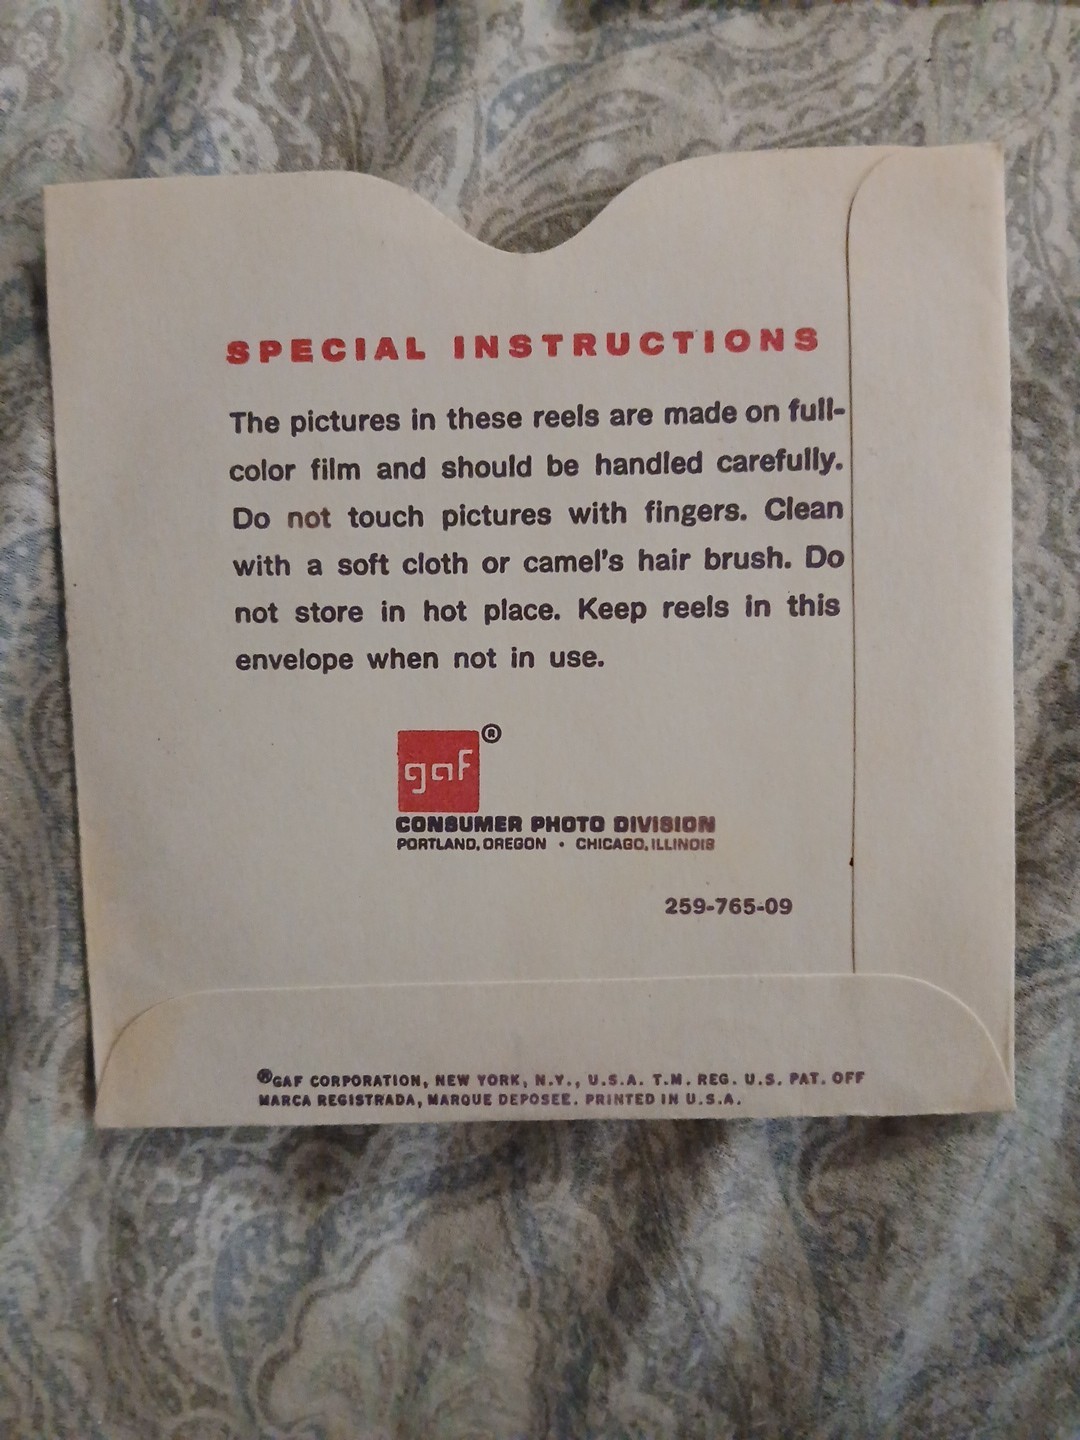 SPECIAL INSTRUCTIONS
The pictures in these reels are made on full-
color film and should be handled carefully.
Do not touch pictures with fingers. Clean
with a soft cloth or camel's hair brush. Do
not store in hot place. Keep reels in this
envelope when not in use.
gaf®
CONSUMER PHOTO DIVISION
PORTLAND, OREGON • CHICAGO, ILLINOIS
259-765-09
®GAF CORPORATION, NEW YORK, N.Y., U.S.A. T.M. REG. U.S. PAT. OFF
MARCA REGISTRADA, MARQUE DEPOSEE. PRINTED IN U.S.A.